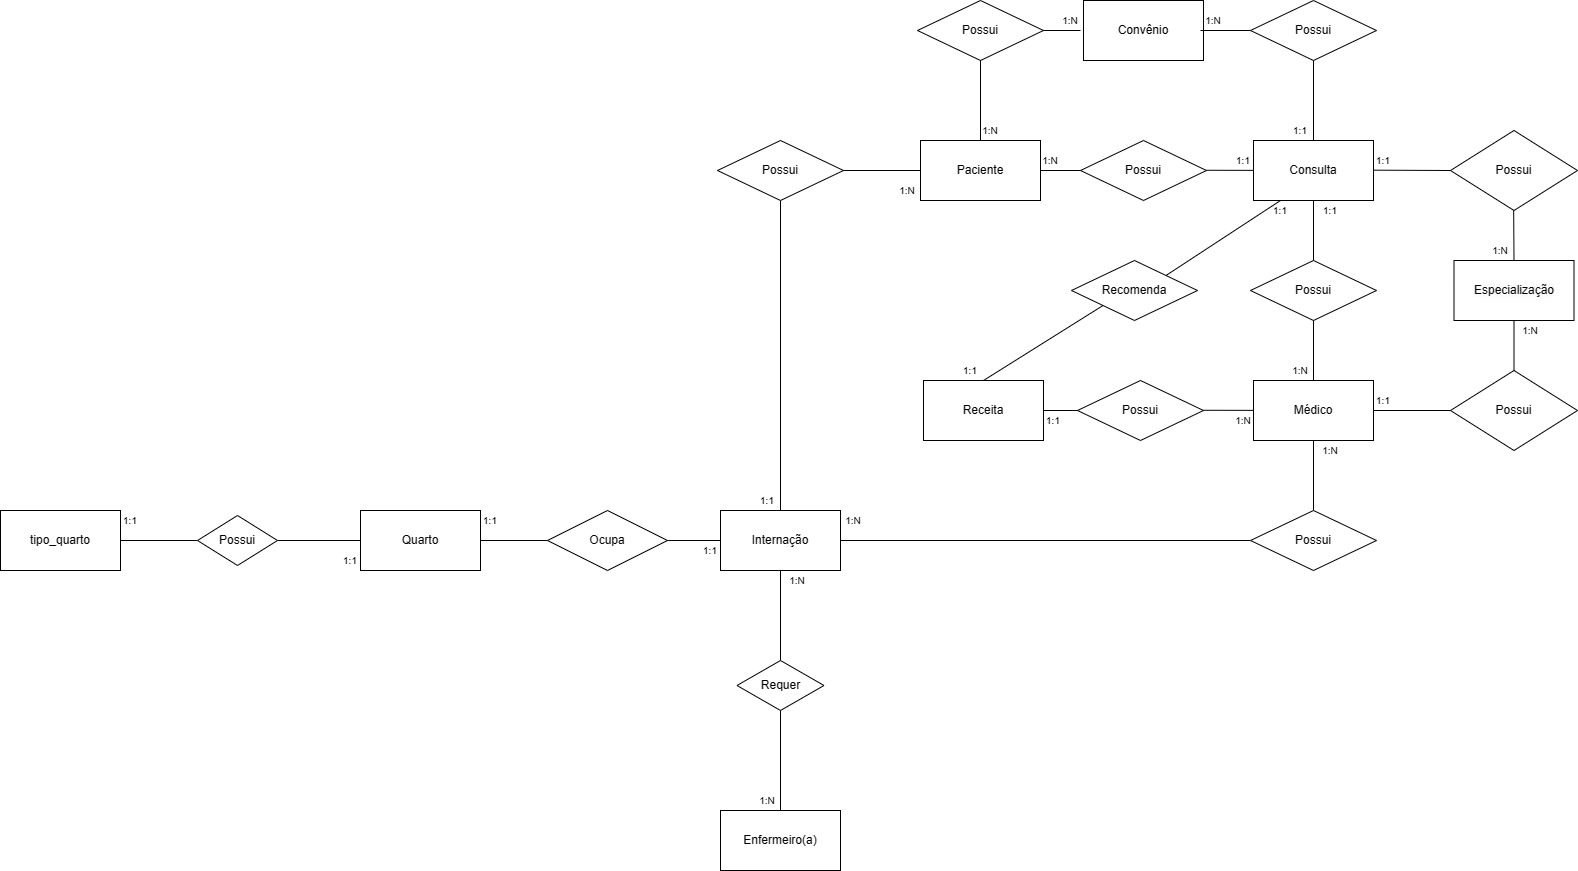 Possui
1:N
Convênio
1:N
Possui
1:N
1:1
Possui
1:N
Paciente
1:N
Possui
1:1
Consulta
1:1
Possui
1:1
1:1
1:N
Recomenda
Possui
Especialização
1:N
1:1
1:N
Receita
1:1
Possui
1:N
Médico
1:1
Possui
1:N
1:1
tipo_quarto
1:1
Possui
1:1
Quarto
1:1
Ocupa
1:1
Internação
1:N
Possui
1:N
Requer
1:N
Enfermeiro(a)